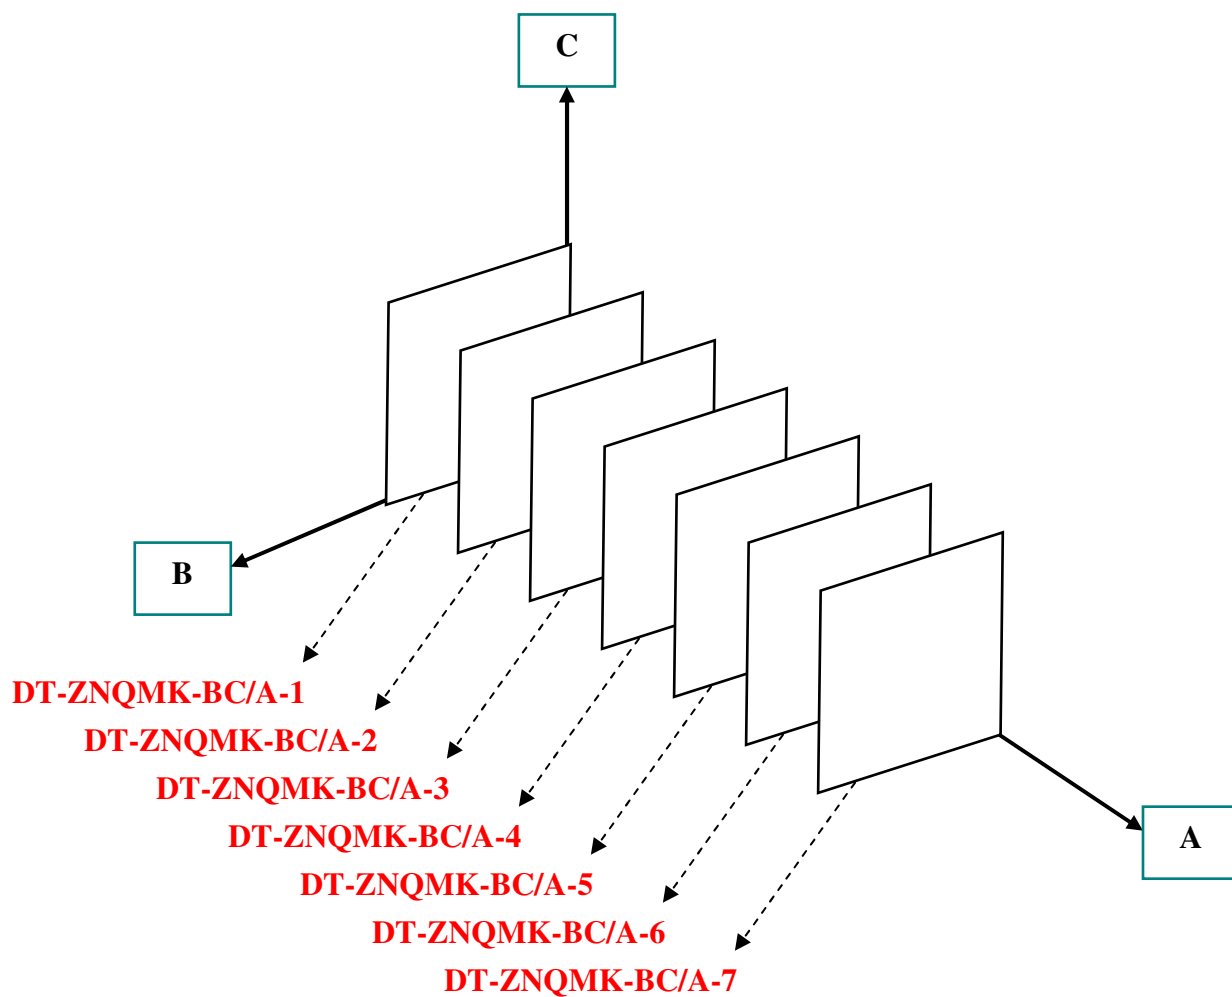 C
B
DT-ZNQMK-BC/A-1
DT-ZNQMK-BC/A-2
DT-ZNQMK-BC/A-3
DT-ZNQMK-BC/A-4
A
DT-ZNQMK-BC/A-5
DT-ZNQMK-BC/A-6
DT-ZNQMK-BC/A-7